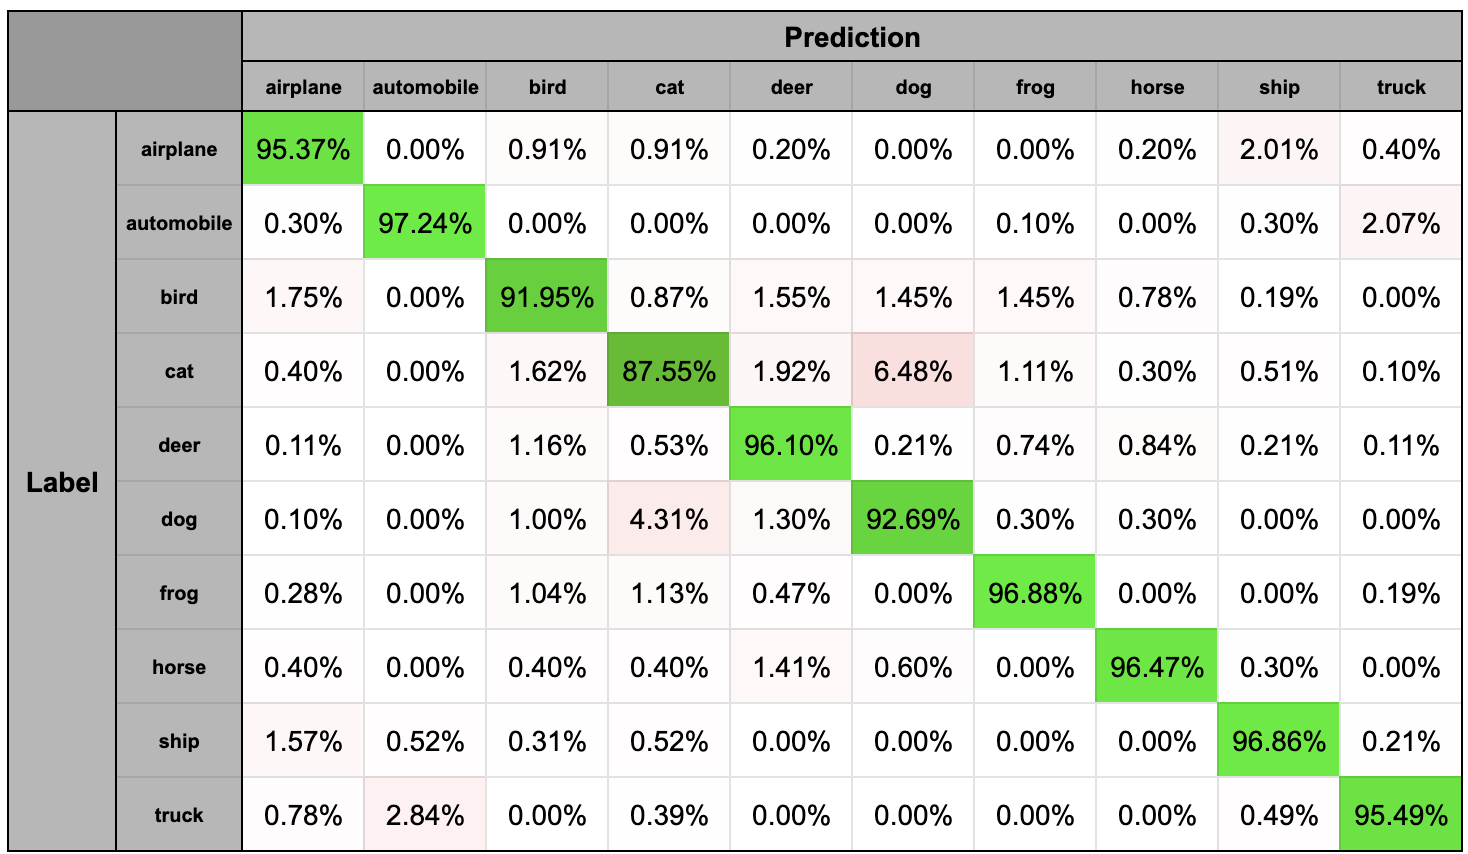 Prediction
airplane automobile bird cat deer dog frog horse ship truck
airplane 95.37% 0.00% 0.91% 0.91% 0.20% 0.00% 0.00% 0.20% 2.01% 0.40%
automobile 0.30% 97.24% 0.00% 0.00% 0.00% 0.00% 0.10% 0.00% 0.30% 2.07%
bird 1.75% 0.00% 91.95% 0.87% 1.55% 1.45% 1.45% 0.78% 0.19% 0.00%
cat 0.40% 0.00% 1.62% 87.55% 1.92% 6.48% 1.11% 0.30% 0.51% 0.10%
deer 0.11% 0.00% 1.16% 0.53% 96.10% 0.21% 0.74% 0.84% 0.21% 0.11%
Label
dog 0.10% 0.00% 1.00% 4.31% 1.30% 92.69% 0.30% 0.30% 0.00% 0.00%
frog 0.28% 0.00% 1.04% 1.13% 0.47% 0.00% 96.88% 0.00% 0.00% 0.19%
horse 0.40% 0.00% 0.40% 0.40% 1.41% 0.60% 0.00% 96.47% 0.30% 0.00%
ship 1.57% 0.52% 0.31% 0.52% 0.00% 0.00% 0.00% 0.00% 96.86% 0.21%
truck 0.78% 2.84% 0.00% 0.39% 0.00% 0.00% 0.00% 0.00% 0.49% 95.49%